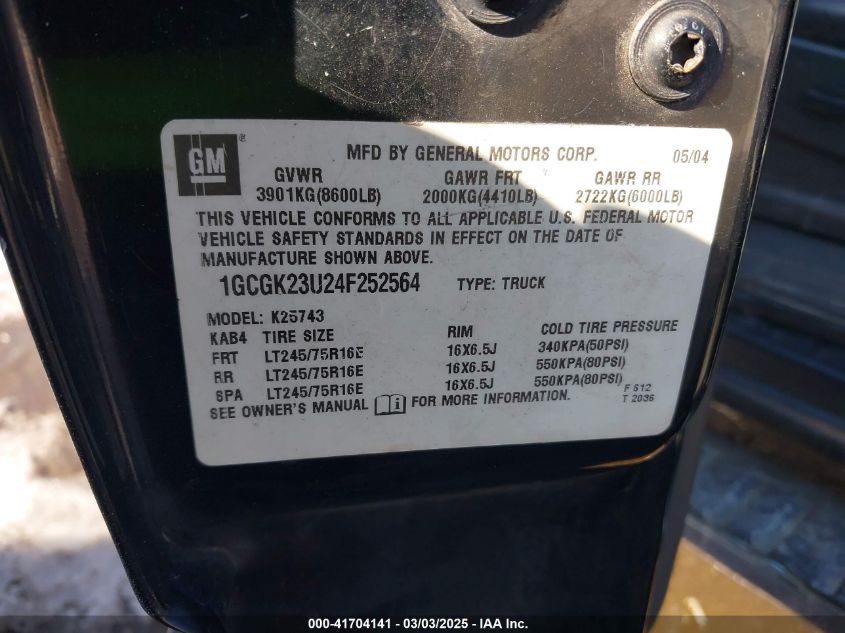 GM ® MFD BY GENERAL MOTORS CORP. 05/04
GVWR GAWR FRT GAWR RR
3901KG(8600LB) 2000KG(4410LB) 2722KG(6000LB)
THIS VEHICLE CONFORMS TO ALL APPLICABLE U.S. FEDERAL MOTOR
VEHICLE SAFETY STANDARDS IN EFFECT ON THE DATE OF
MANUFACTURE SHOWN ABOVE.
1GCGK23U24F252564 TYPE: TRUCK
MODEL: K25743
KAB4 TIRE SIZE RIM COLD TIRE PRESSURE
FRT LT245/75R16E 16X6.5J 340KPA(50PSI)
RR LT245/75R16E 16X6.5J 550KPA(80PSI)
SPA LT245/75R16E 16X6.5J 550KPA(80PSI) F S12
SEE OWNER'S MANUAL FOR MORE INFORMATION. T 2036
000-41704141 - 03/03/2025 - IAA Inc.